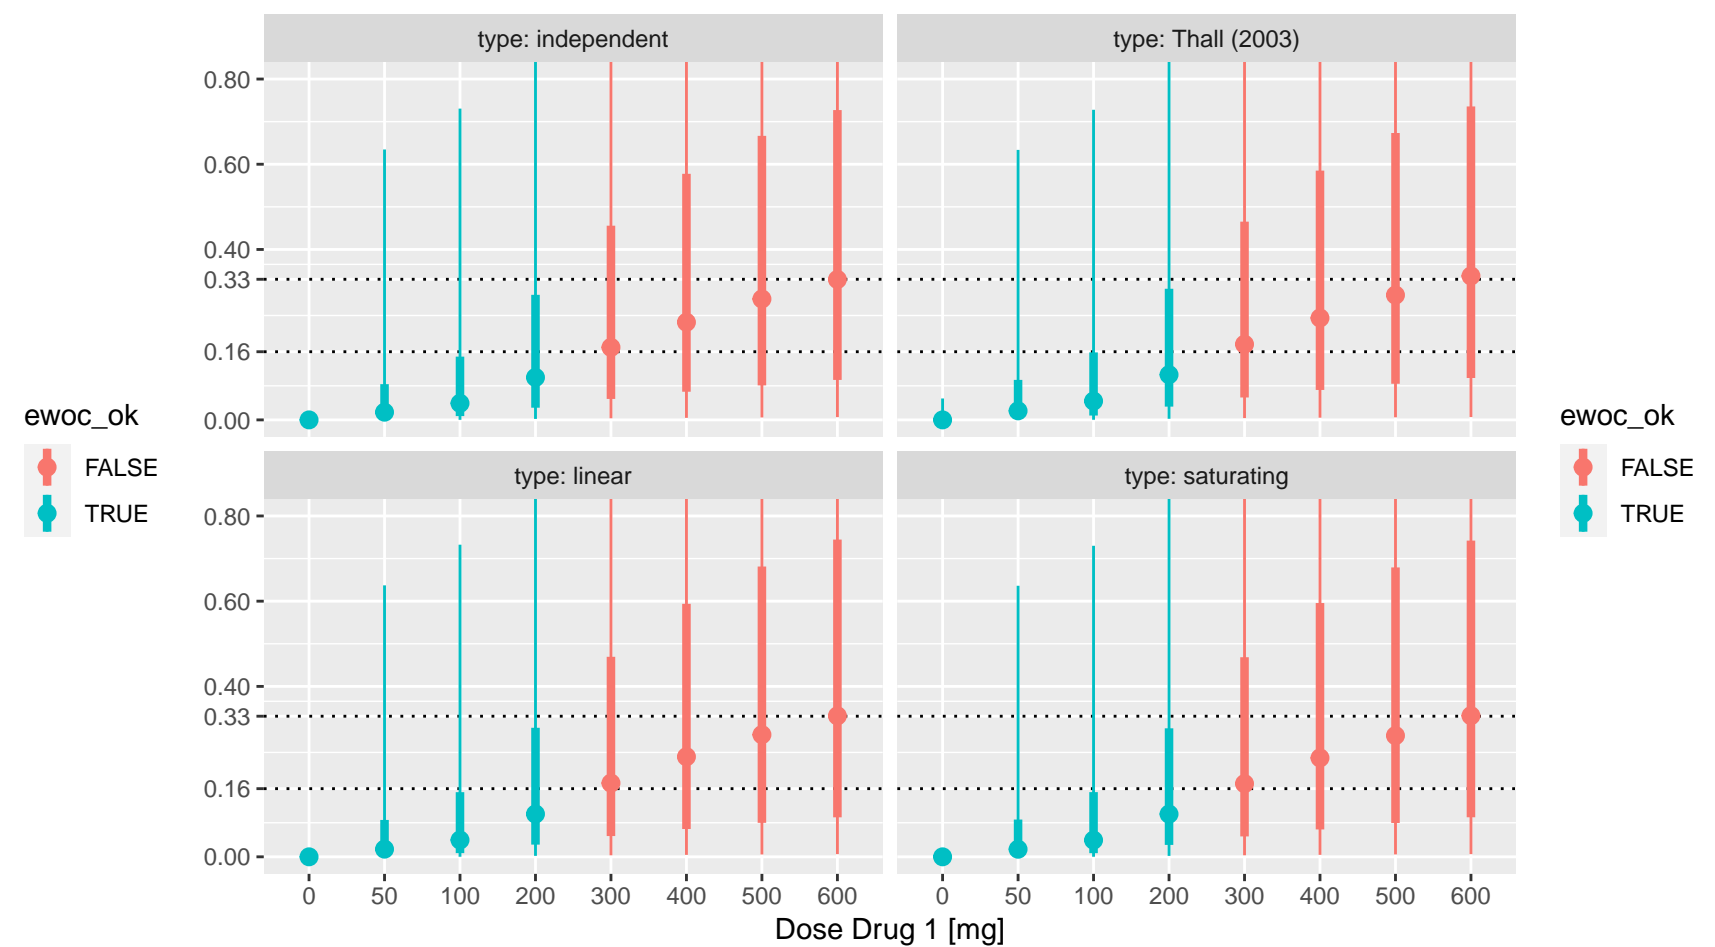 type: independent
type: Thall (2003)
0.80
0.60
0.40
0.33
0.16
0.00
type: linear
type: saturating
0.80
0.60
0.40
0.33
0.16
0.00
0 50 100 200 300 400 500 600
0 50 100 200 300 400 500 600
Dose Drug 1 [mg]
ewoc_ok
FALSE
TRUE
ewoc_ok
FALSE
TRUE